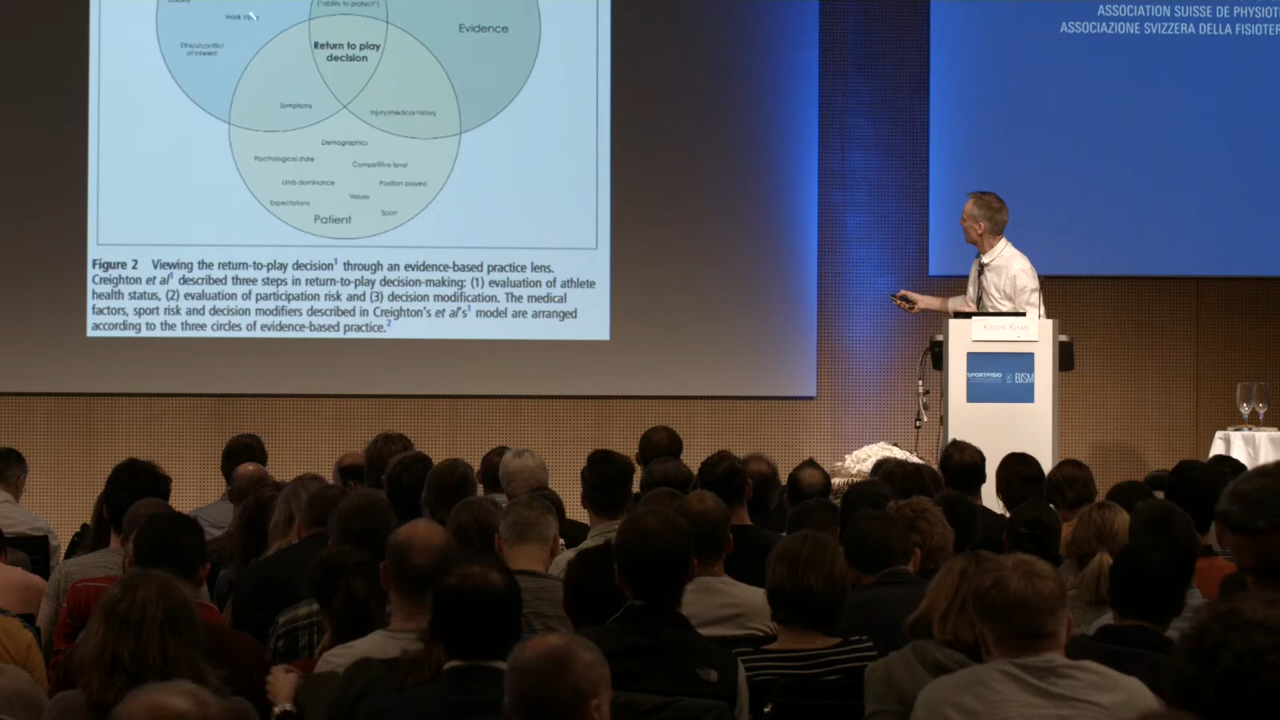 Mask injury
("ability to protect")
Evidence
Ethics/conflict
of interest
Return to play
decision
Symptoms
Injury/medical history
Demographics
Psychological state
Competitive level
Limb dominance
Position played
Values
Expectations
Sport
Patient
Figure 2 Viewing the return-to-play decision¹ through an evidence-based practice lens.
Creighton et al¹ described three steps in return-to-play decision-making: (1) evaluation of athlete
health status, (2) evaluation of participation risk and (3) decision modification. The medical
factors, sport risk and decision modifiers described in Creighton's et al's¹ model are arranged
according to the three circles of evidence-based practice.²
ASSOCIATION SUISSE DE PHYSIOT
ASSOCIAZIONE SVIZZERA DELLA FISIOTER
KARIM KHAN
SPORTFISIO
BJSM